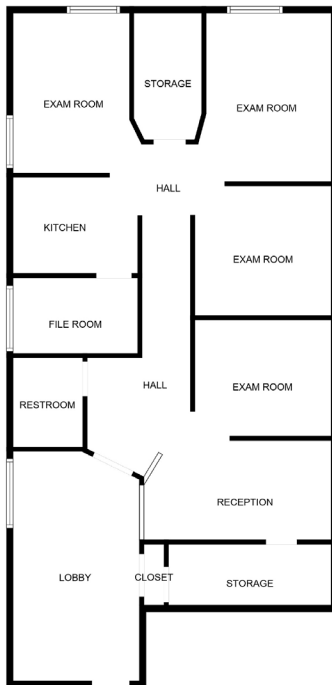 STORAGE
EXAM ROOM
EXAM ROOM
HALL
KITCHEN
EXAM ROOM
FILE ROOM
HALL
EXAM ROOM
RESTROOM
RECEPTION
LOBBY
CLOSET
STORAGE